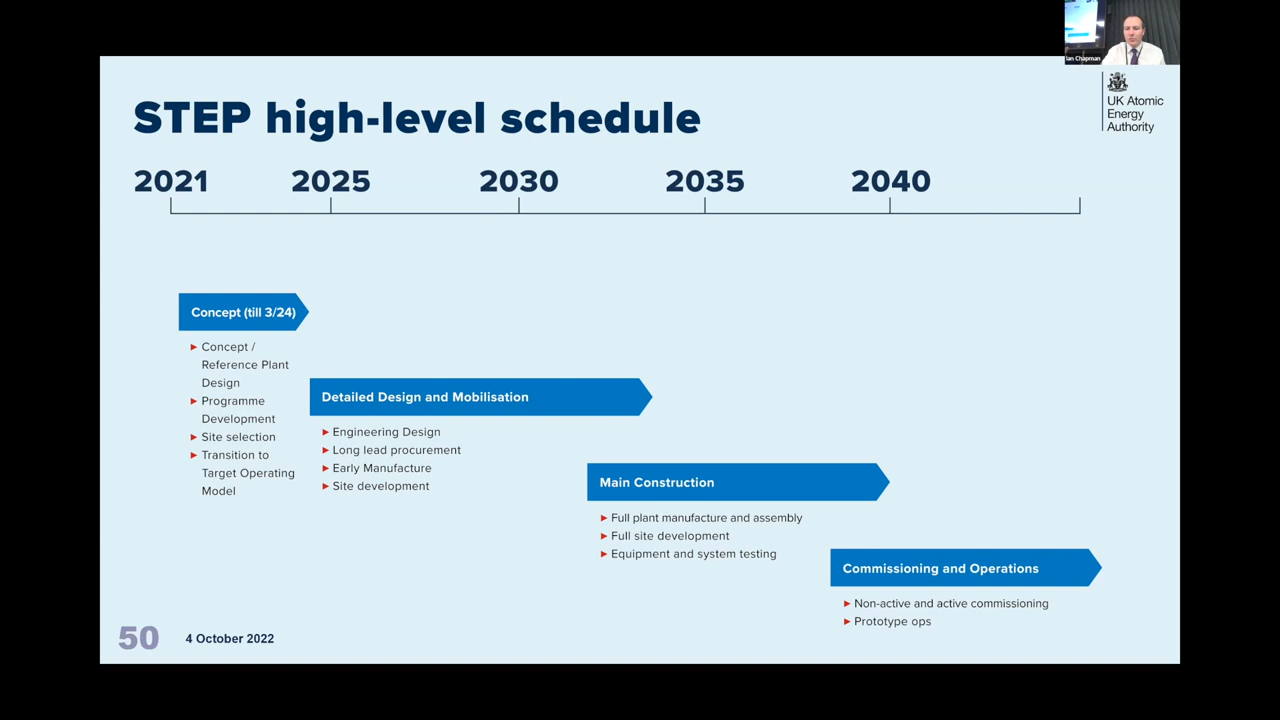 Ian Chapman
UK Atomic
Energy
Authority
STEP high-level schedule
2021 2025 2030 2035 2040
Concept (till 3/24)
Concept /
Reference Plant
Design
Programme
Development
Site selection
Transition to
Target Operating
Model
Detailed Design and Mobilisation
Engineering Design
Long lead procurement
Early Manufacture
Site development
Main Construction
Full plant manufacture and assembly
Full site development
Equipment and system testing
Commissioning and Operations
Non-active and active commissioning
Prototype ops
50 4 October 2022